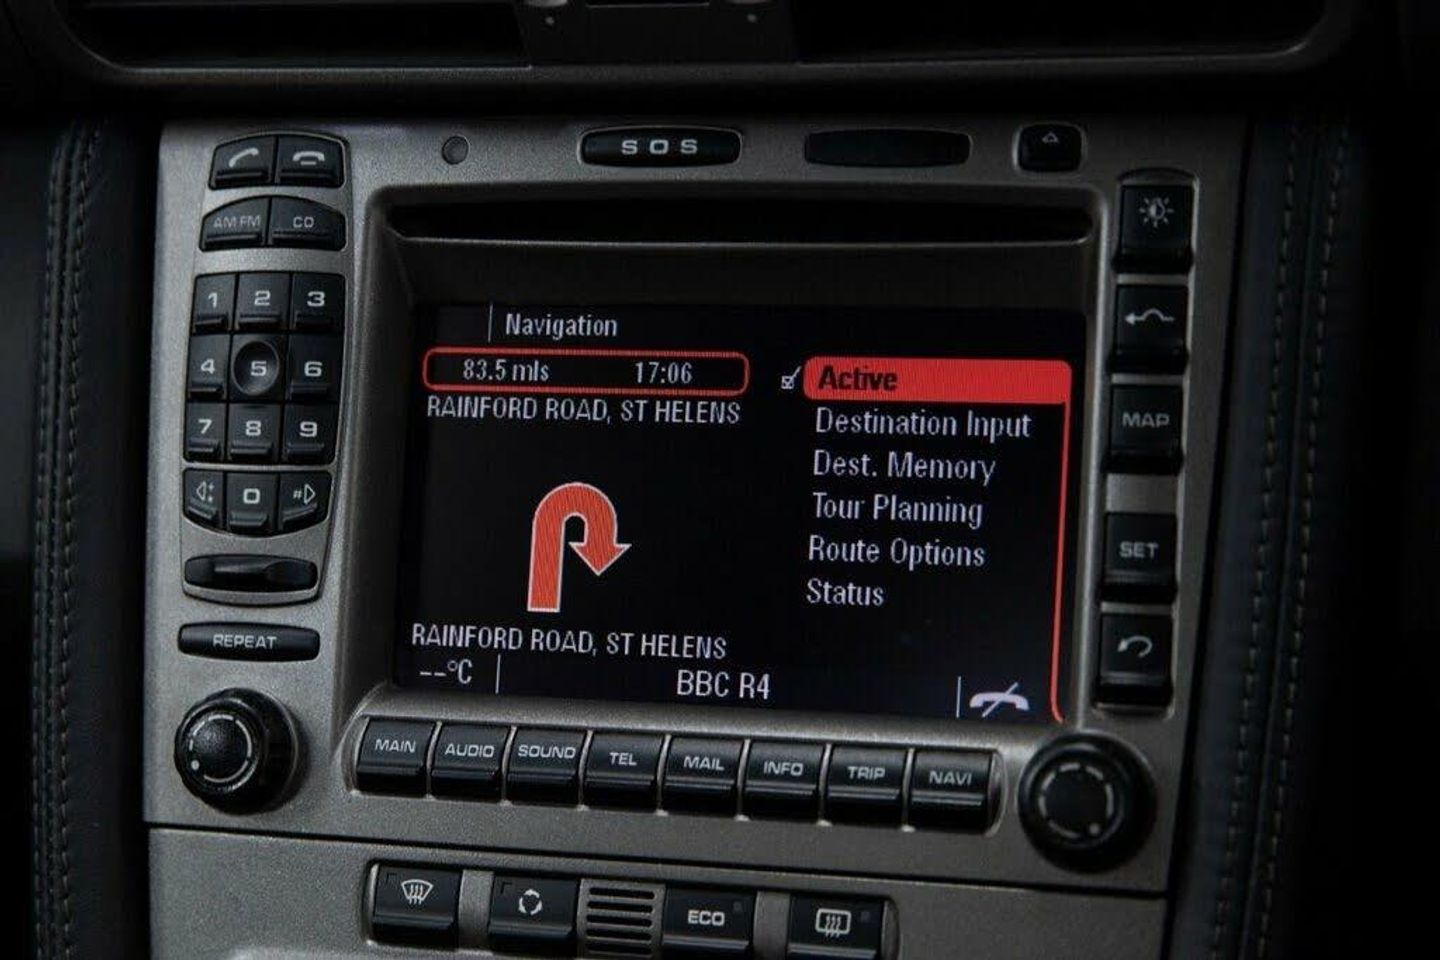 SOS
AM FM CD
1 2 3
4 5 6
7 8 9
* 0 #
REPEAT
Navigation
83.5 mls 17:06
RAINFORD ROAD, ST HELENS
RAINFORD ROAD, ST HELENS
--°C
BBC R4
Active
Destination Input
Dest. Memory
Tour Planning
Route Options
Status
MAP
SET
MAIN AUDIO SOUND TEL MAIL INFO TRIP NAVI
ECO